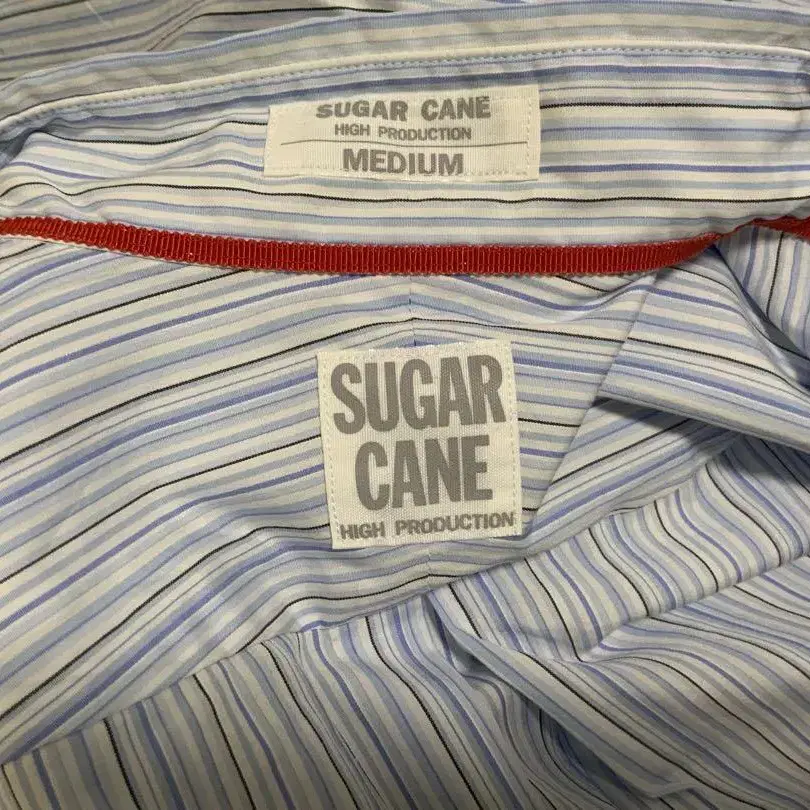 SUGAR CANE
HIGH PRODUCTION
MEDIUM
SUGAR
CANE
HIGH PRODUCTION